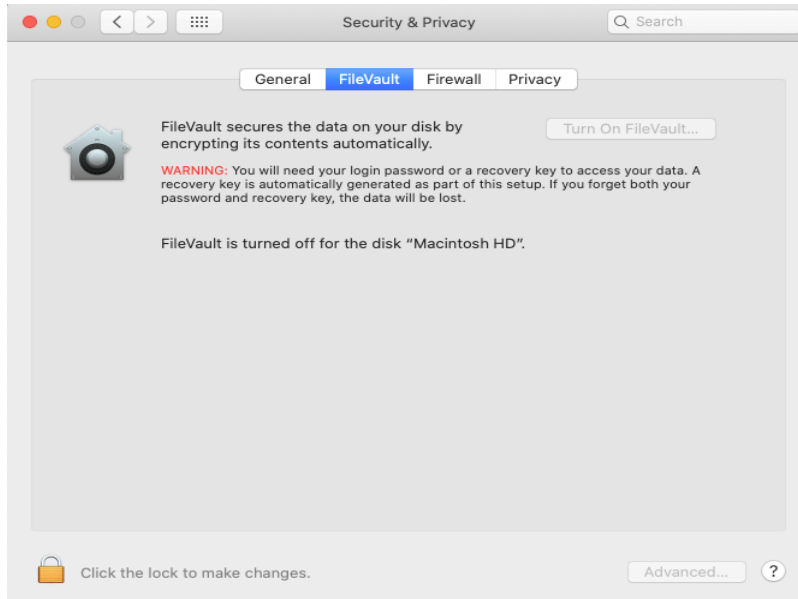 Security & Privacy
Search
General FileVault Firewall Privacy
FileVault secures the data on your disk by
encrypting its contents automatically.
Turn On FileVault...
WARNING: You will need your login password or a recovery key to access your data. A
recovery key is automatically generated as part of this setup. If you forget both your
password and recovery key, the data will be lost.
FileVault is turned off for the disk “Macintosh HD”.
Click the lock to make changes.
Advanced...
?